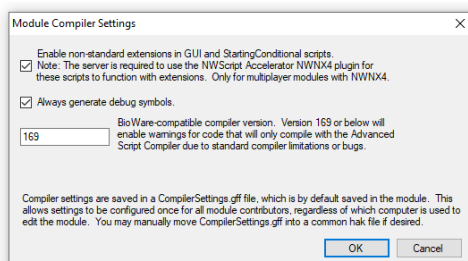 Module Compiler Settings
Enable non-standard extensions in GUI and StartingConditional scripts.
Note: The server is required to use the NWScript Accelerator NWNX4 plugin for
these scripts to function with extensions. Only for multiplayer modules with NWNX4.
Always generate debug symbols.
BioWare-compatible compiler version. Version 169 or below will
169
enable warnings for code that will only compile with the Advanced
Script Compiler due to standard compiler limitations or bugs.
Compiler settings are saved in a CompilerSettings.gff file, which is by default saved in the module. This
allows settings to be configured once for all module contributors, regardless of which computer is used to
edit the module. You may manually move CompilerSettings.gff into a common hak file if desired.
OK
Cancel